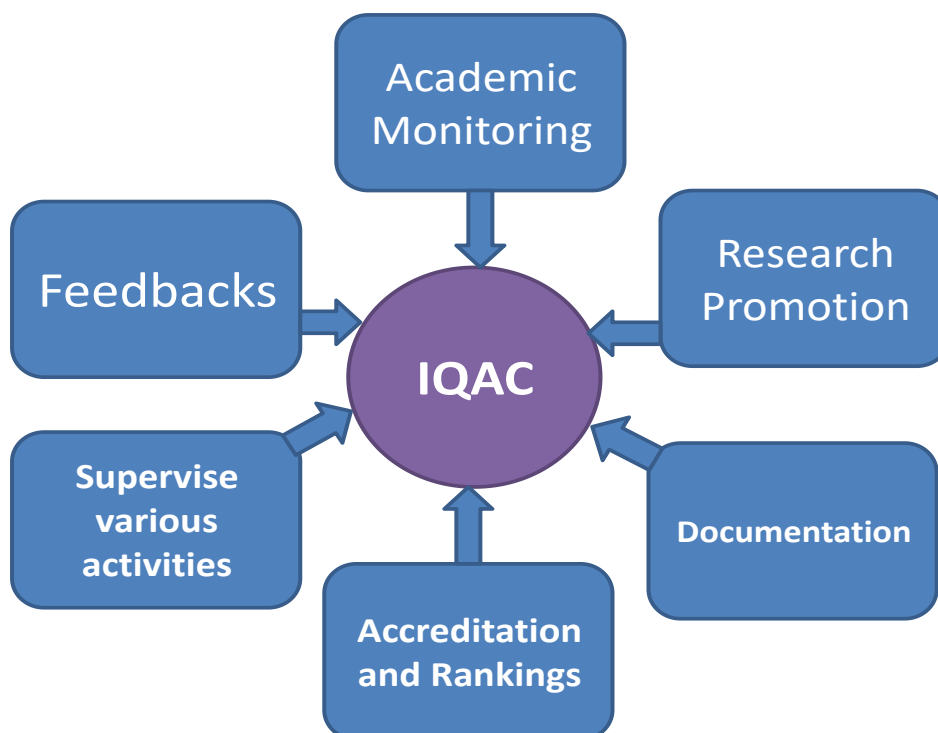 Academic
Monitoring
Feedbacks
Research
Promotion
IQAC
Supervise
various
activities
Documentation
Accreditation
and Rankings